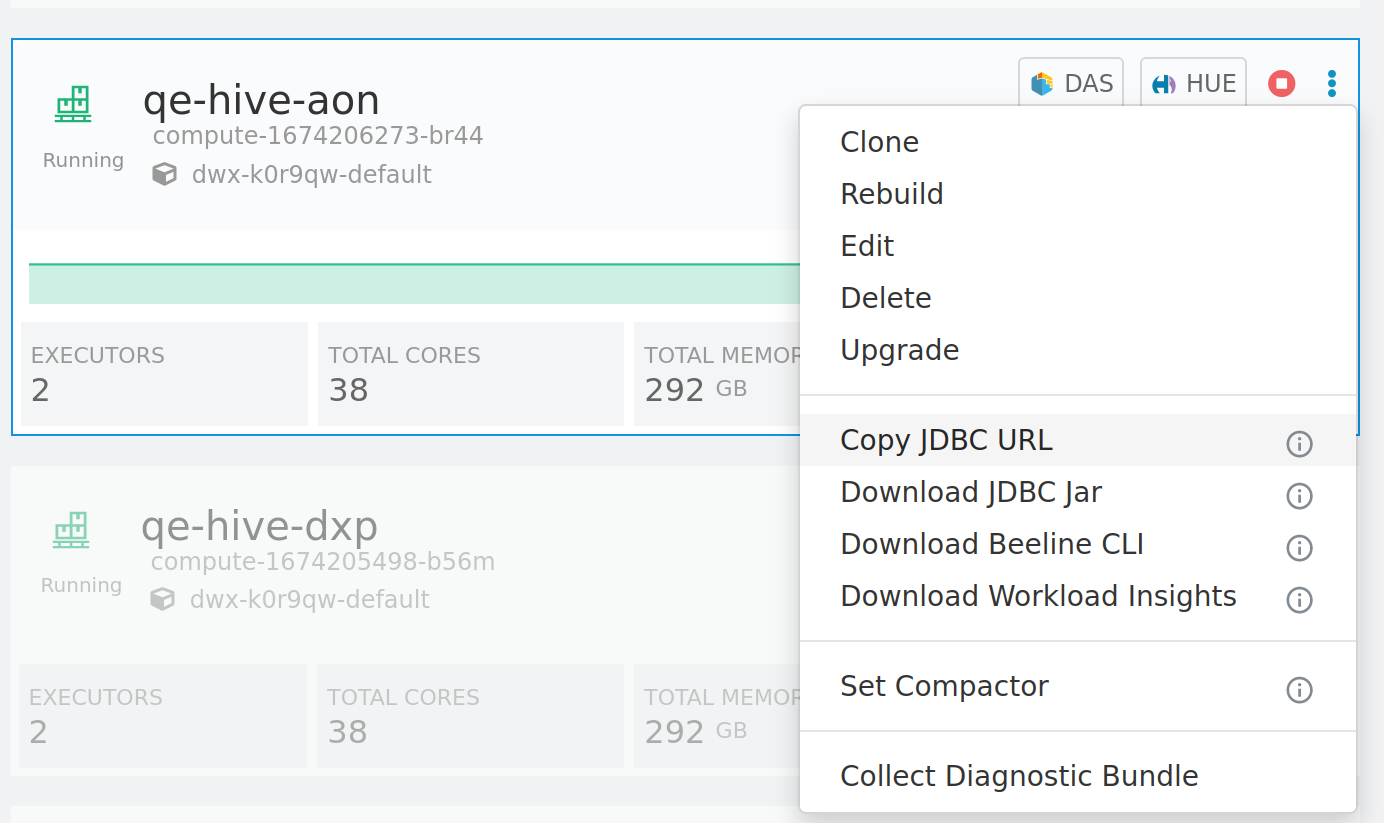 qe-hive-aon
compute-1674206273-br44
Running
dwx-k0r9qw-default
DAS
HUE
EXECUTORS
2
TOTAL CORES
38
TOTAL MEMOR
292 GB
Clone
Rebuild
Edit
Delete
Upgrade
Copy JDBC URL
Download JDBC Jar
Download Beeline CLI
Download Workload Insights
Set Compactor
Collect Diagnostic Bundle
qe-hive-dxp
compute-1674205498-b56m
Running
dwx-k0r9qw-default
EXECUTORS
2
TOTAL CORES
38
TOTAL MEMOR
292 GB